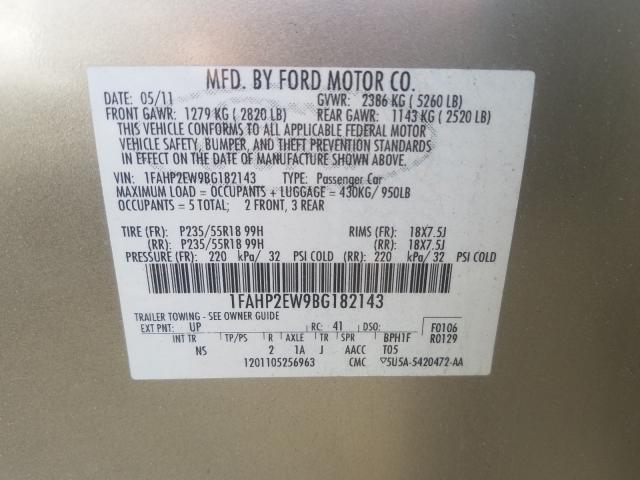 MFD. BY FORD MOTOR CO.
DATE: 05/11 GVWR: 2386 KG ( 5260 LB)
FRONT GAWR: 1279 KG ( 2820 LB) REAR GAWR: 1143 KG ( 2520 LB)
THIS VEHICLE CONFORMS TO ALL APPLICABLE FEDERAL MOTOR
VEHICLE SAFETY, BUMPER, AND THEFT PREVENTION STANDARDS
IN EFFECT ON THE DATE OF MANUFACTURE SHOWN ABOVE.
VIN: 1FAHP2EW9BG182143 TYPE: Passenger Car
MAXIMUM LOAD = OCCUPANTS + LUGGAGE = 430KG/ 950LB
OCCUPANTS = 5 TOTAL; 2 FRONT, 3 REAR
TIRE (FR): P235/55R18 99H RIMS (FR): 18X7.5J
(RR): P235/55R18 99H (RR): 18X7.5J
PRESSURE (FR): 220 kPa/ 32 PSI COLD (RR): 220 kPa/ 32 PSI COLD
1FAHP2EW9BG182143
TRAILER TOWING - SEE OWNER GUIDE
EXT PNT: UP RC: 41 DSO: F0106
INT TR TP/PS R AXLE TR SPR BPH1F R0129
NS 2 1A J AACC T05
1201105256963 CMC ▽5U5A-5420472-AA